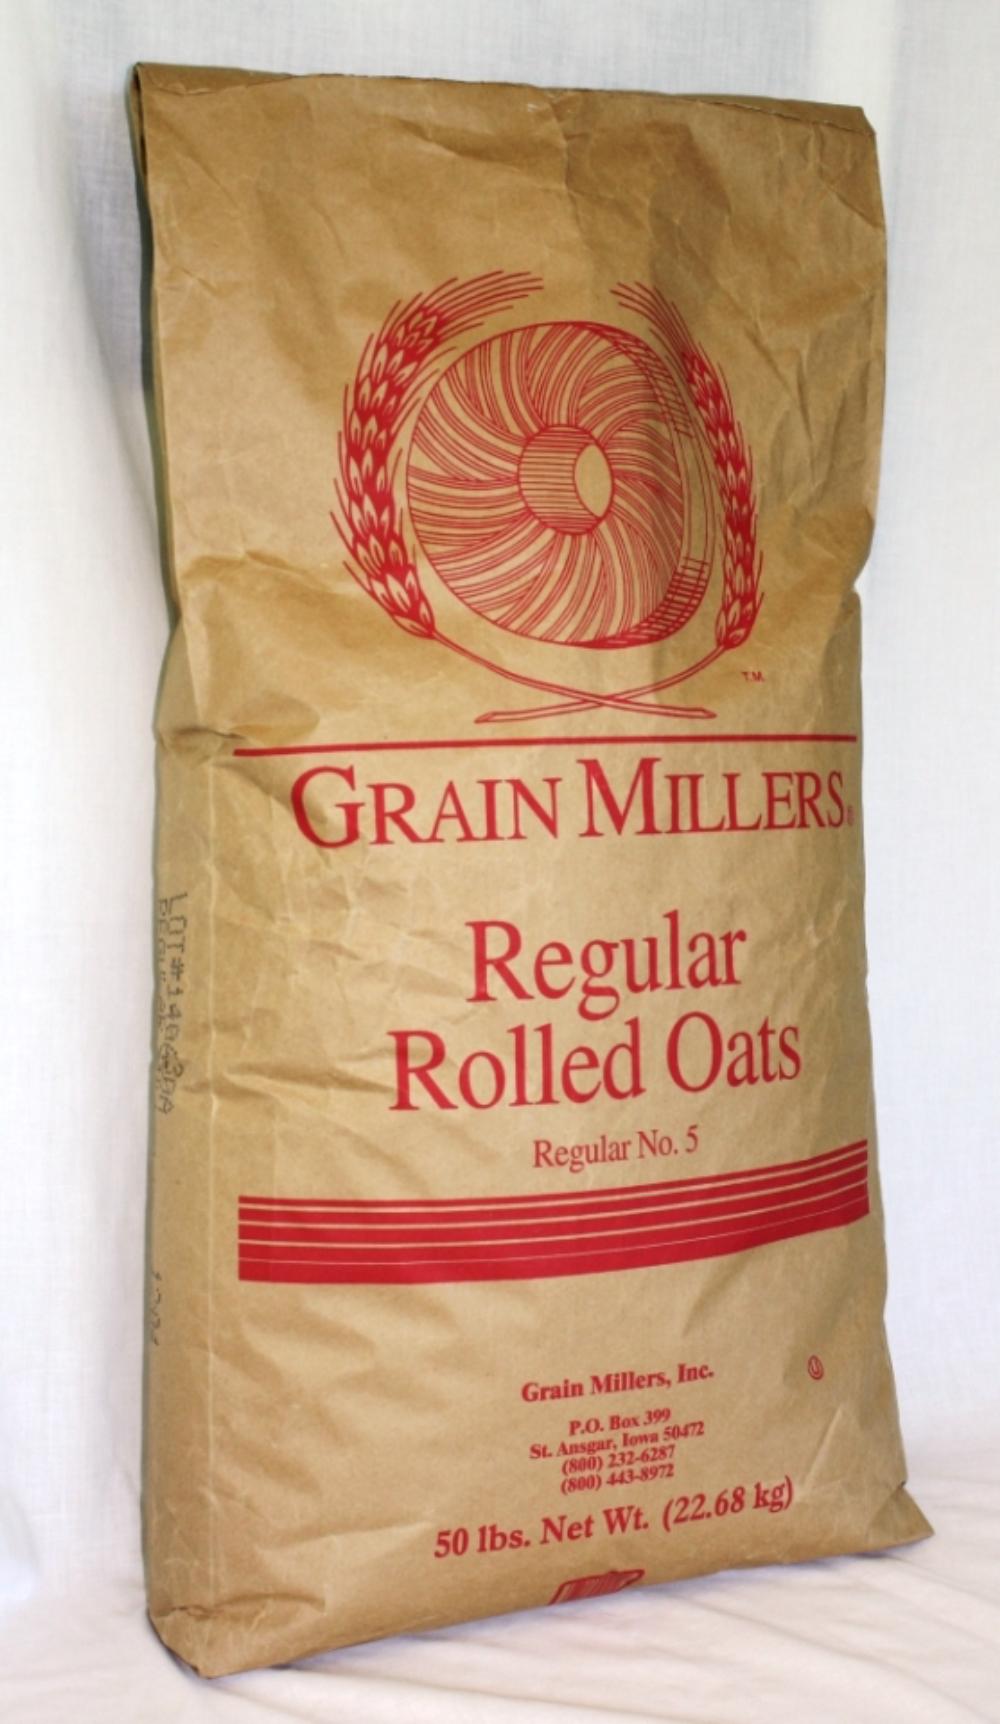 T.M.
GRAIN MILLERS®
Regular
Rolled Oats
Regular No. 5
Grain Millers, Inc.
P.O. Box 399
St. Ansgar, Iowa 50472
(800) 232-6287
(800) 443-8972
50 lbs. Net Wt. (22.68 kg)
U
LOT#